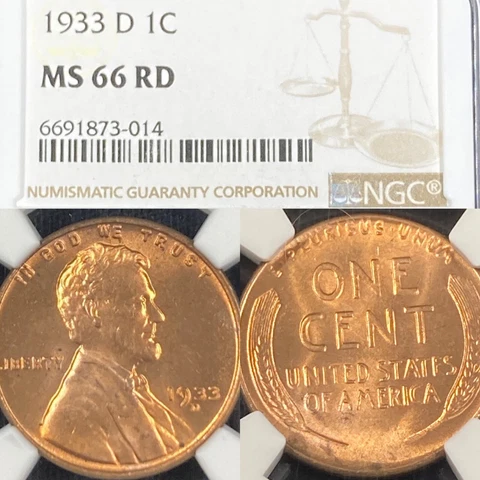 1933 D 1C
MS 66 RD
6691873-014
NUMISMATIC GUARANTY CORPORATION
NGC®
IN GOD WE TRUST
LIBERTY
1933
D
E PLURIBUS UNUM
ONE
CENT
UNITED STATES
OF AMERICA